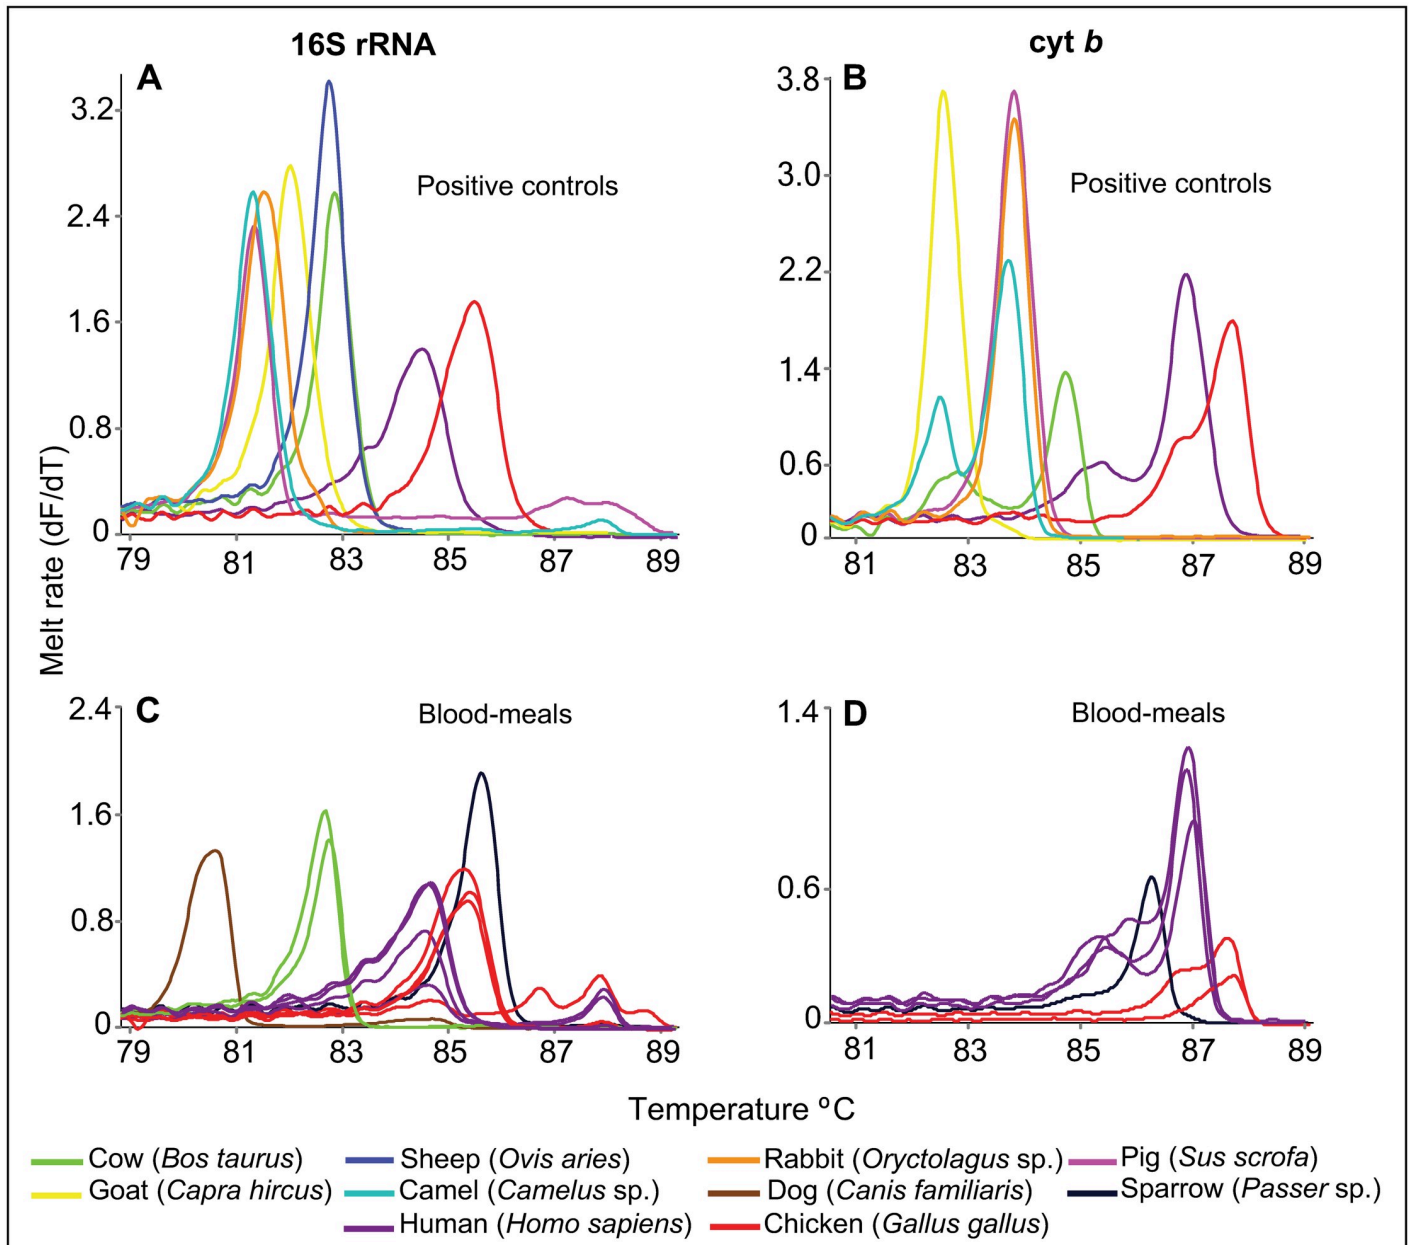 16S rRNA
cyt b
A
Positive controls
3.2
2.4
1.6
0.8
0
79 81 83 85 87 89
B
Positive controls
3.8
3.0
2.2
1.4
0.6
0
81 83 85 87 89
Melt rate (dF/dT)
C
Blood-meals
2.4
1.6
0.8
0
79 81 83 85 87 89
D
Blood-meals
1.4
0.6
0
81 83 85 87 89
Temperature ºC
Cow (Bos taurus) Sheep (Ovis aries) Rabbit (Oryctolagus sp.) Pig (Sus scrofa)
Goat (Capra hircus) Camel (Camelus sp.) Dog (Canis familiaris) Sparrow (Passer sp.)
Human (Homo sapiens) Chicken (Gallus gallus)